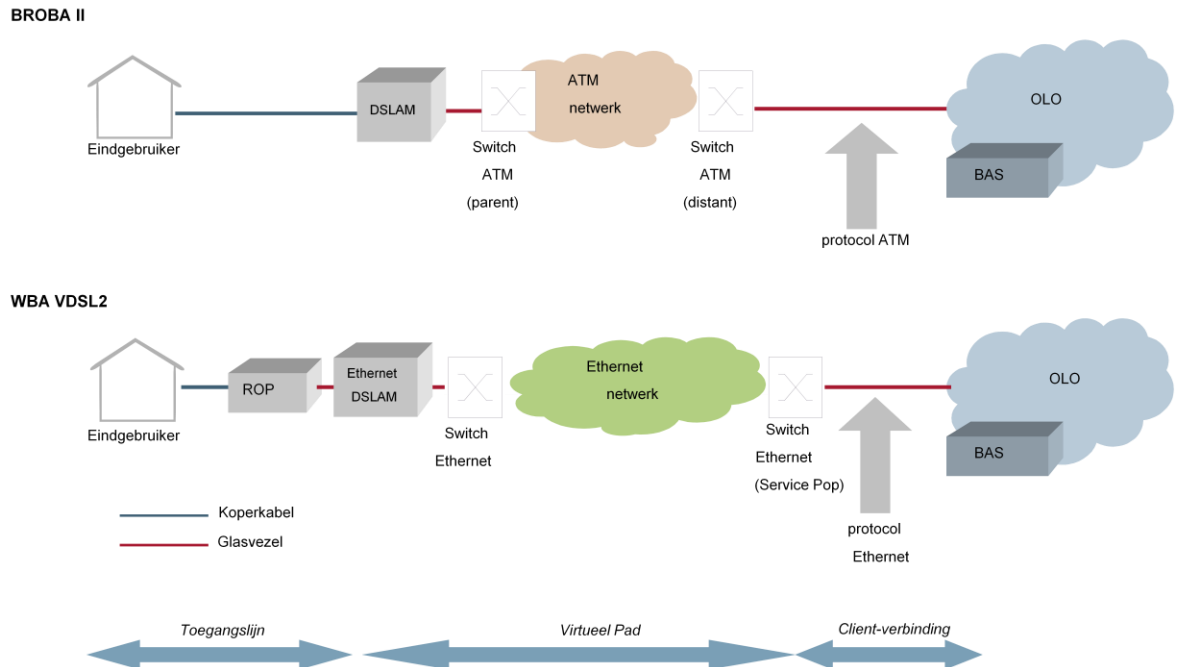 BROBA II
ATM
netwerk
OLO
DSLAM
Eindgebruiker
Switch
ATM
(parent)
Switch
ATM
(distant)
BAS
protocol ATM
WBA VDSL2
Ethernet
netwerk
OLO
ROP
Ethernet
DSLAM
Eindgebruiker
Switch
Ethernet
Switch
Ethernet
(Service Pop)
BAS
Koperkabel
Glasvezel
protocol
Ethernet
Toegangslijn
Virtueel Pad
Client-verbinding